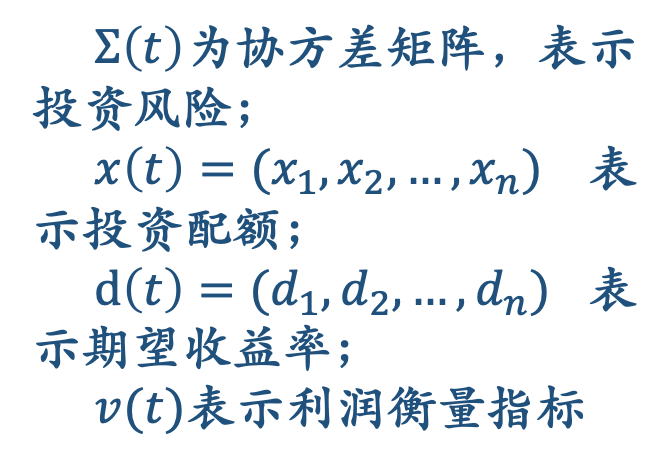 Σ(t)为协方差矩阵，表示
投资风险；
x(t) = (x₁, x₂, … , xₙ) 表
示投资配额；
d(t) = (d₁, d₂, … , dₙ) 表
示期望收益率；
v(t)表示利润衡量指标